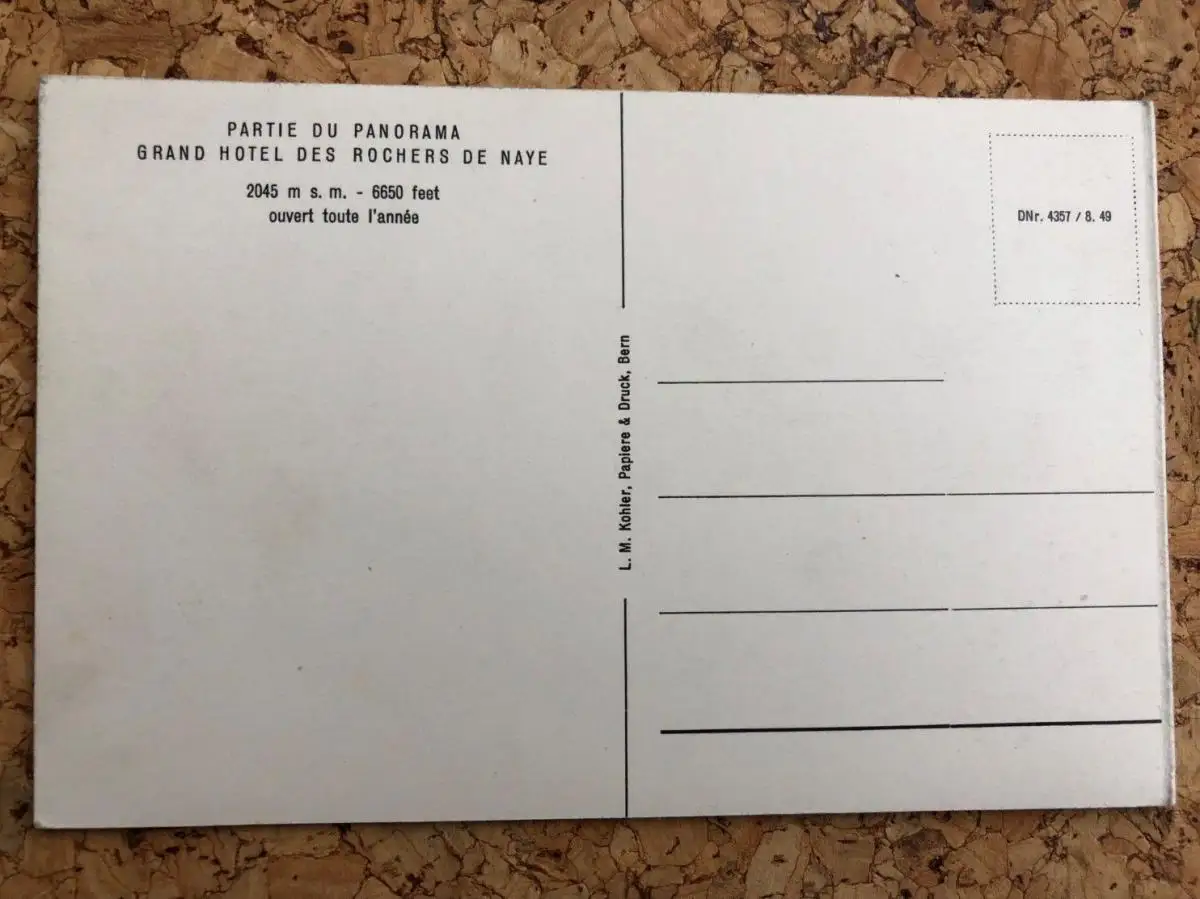 PARTIE DU PANORAMA
GRAND HOTEL DES ROCHERS DE NAYE
2045 m s. m. - 6650 feet
ouvert toute l'année
L. M. Kohler, Papiere & Druck, Bern
DNr. 4357 / 8. 49